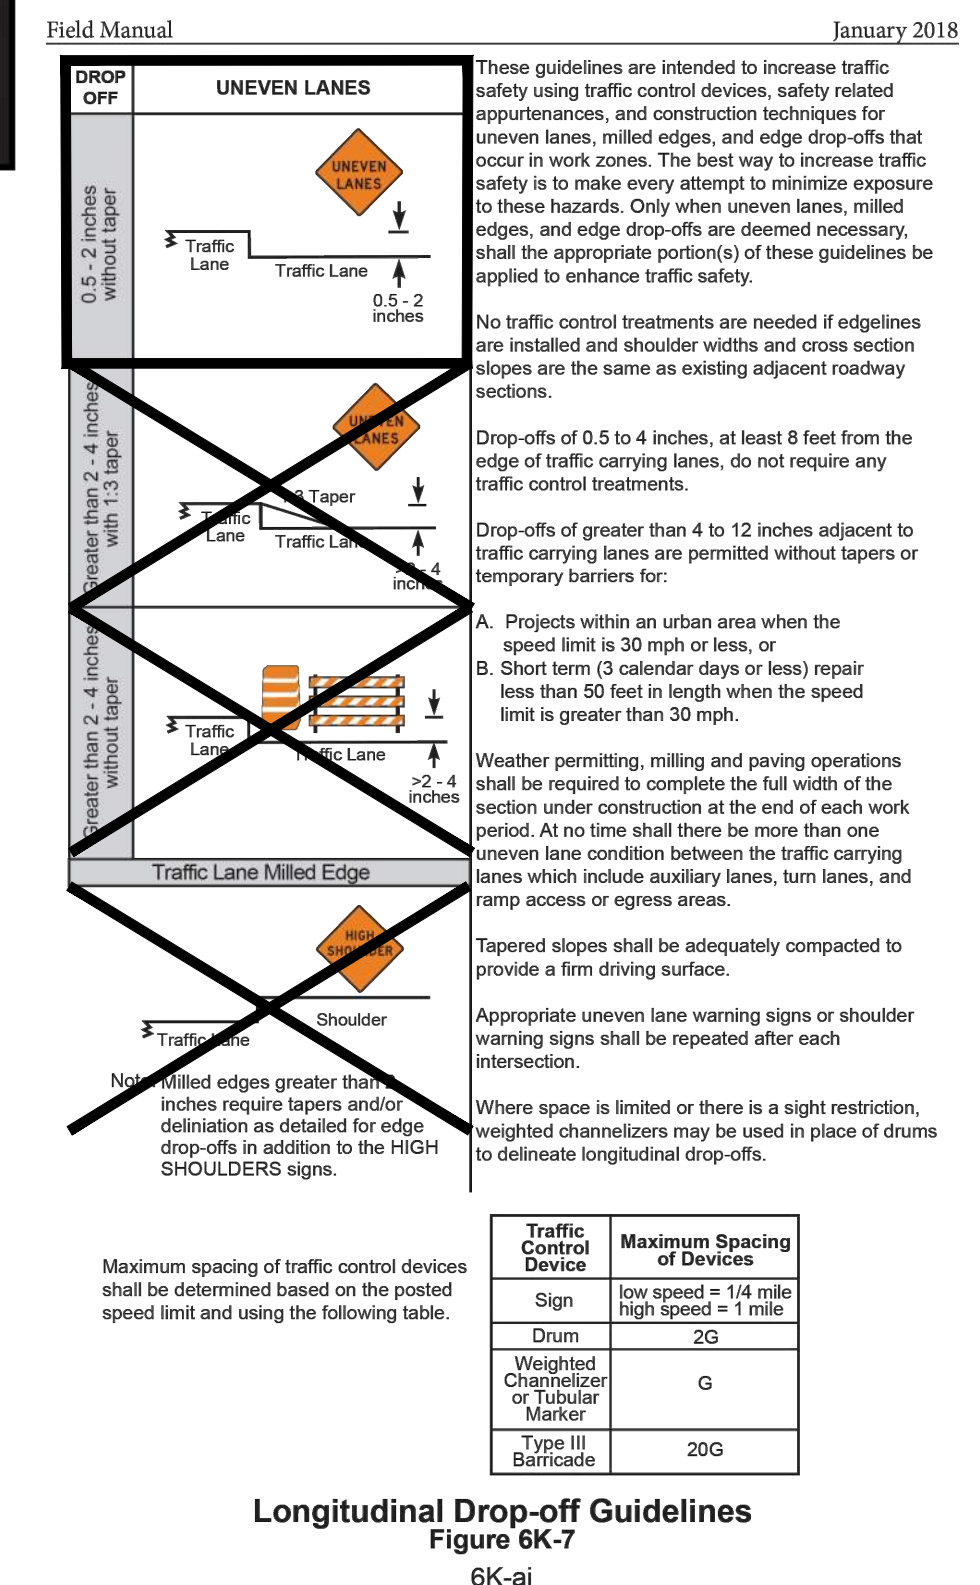 Field Manual
January 2018
DROP
OFF
UNEVEN LANES
0.5 - 2 inches
without taper
UNEVEN
LANES
Traffic
Lane
Traffic Lane
0.5 - 2
inches
Greater than 2 - 4 inches
with 1:3 taper
UNEVEN
LANES
Taper
Traffic
Lane
Traffic Lane
4
inches
Greater than 2 - 4 inches
without taper
Traffic
Lane
Traffic Lane
>2 - 4
inches
Traffic Lane Milled Edge
HIGH
SHOULDER
Shoulder
Traffic Lane
Note: Milled edges greater than 2
inches require tapers and/or
deliniation as detailed for edge
drop-offs in addition to the HIGH
SHOULDERS signs.
These guidelines are intended to increase traffic
safety using traffic control devices, safety related
appurtenances, and construction techniques for
uneven lanes, milled edges, and edge drop-offs that
occur in work zones. The best way to increase traffic
safety is to make every attempt to minimize exposure
to these hazards. Only when uneven lanes, milled
edges, and edge drop-offs are deemed necessary,
shall the appropriate portion(s) of these guidelines be
applied to enhance traffic safety.
No traffic control treatments are needed if edgelines
are installed and shoulder widths and cross section
slopes are the same as existing adjacent roadway
sections.
Drop-offs of 0.5 to 4 inches, at least 8 feet from the
edge of traffic carrying lanes, do not require any
traffic control treatments.
Drop-offs of greater than 4 to 12 inches adjacent to
traffic carrying lanes are permitted without tapers or
temporary barriers for:
A. Projects within an urban area when the
speed limit is 30 mph or less, or
B. Short term (3 calendar days or less) repair
less than 50 feet in length when the speed
limit is greater than 30 mph.
Weather permitting, milling and paving operations
shall be required to complete the full width of the
section under construction at the end of each work
period. At no time shall there be more than one
uneven lane condition between the traffic carrying
lanes which include auxiliary lanes, turn lanes, and
ramp access or egress areas.
Tapered slopes shall be adequately compacted to
provide a firm driving surface.
Appropriate uneven lane warning signs or shoulder
warning signs shall be repeated after each
intersection.
Where space is limited or there is a sight restriction,
weighted channelizers may be used in place of drums
to delineate longitudinal drop-offs.
Maximum spacing of traffic control devices
shall be determined based on the posted
speed limit and using the following table.
Traffic
Control
Device
Maximum Spacing
of Devices
Sign
low speed = 1/4 mile
high speed = 1 mile
Drum
2G
Weighted
Channelizer
or Tubular
Marker
G
Type III
Barricade
20G
Longitudinal Drop-off Guidelines
Figure 6K-7
6K-ai